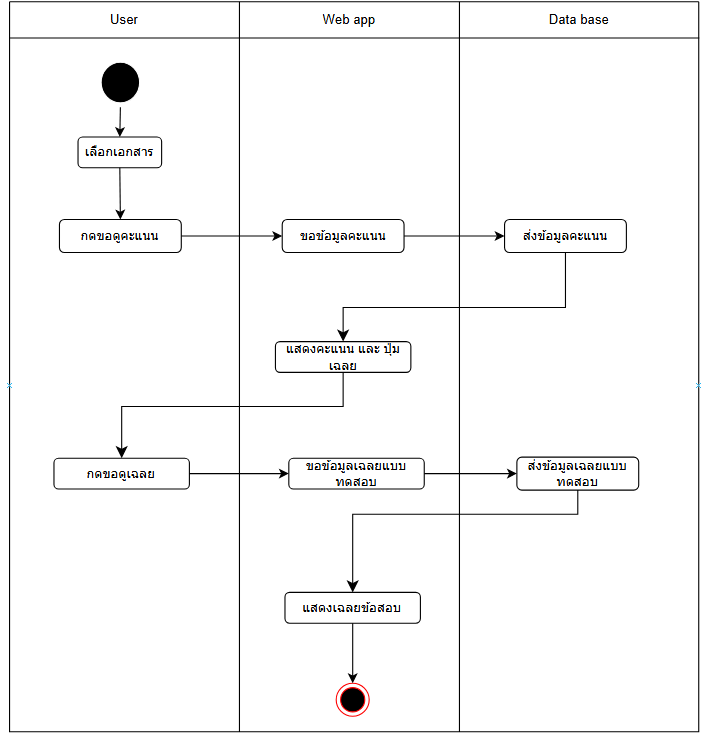 User
Web app
Data base
เลือกเอกสาร
กดขอดูคะแนน
ขอข้อมูลคะแนน
ส่งข้อมูลคะแนน
แสดงคะแนน และ ปุ่ม
เฉลย
กดขอดูเฉลย
ขอข้อมูลเฉลยแบบ
ทดสอบ
ส่งข้อมูลเฉลยแบบ
ทดสอบ
แสดงเฉลยข้อสอบ